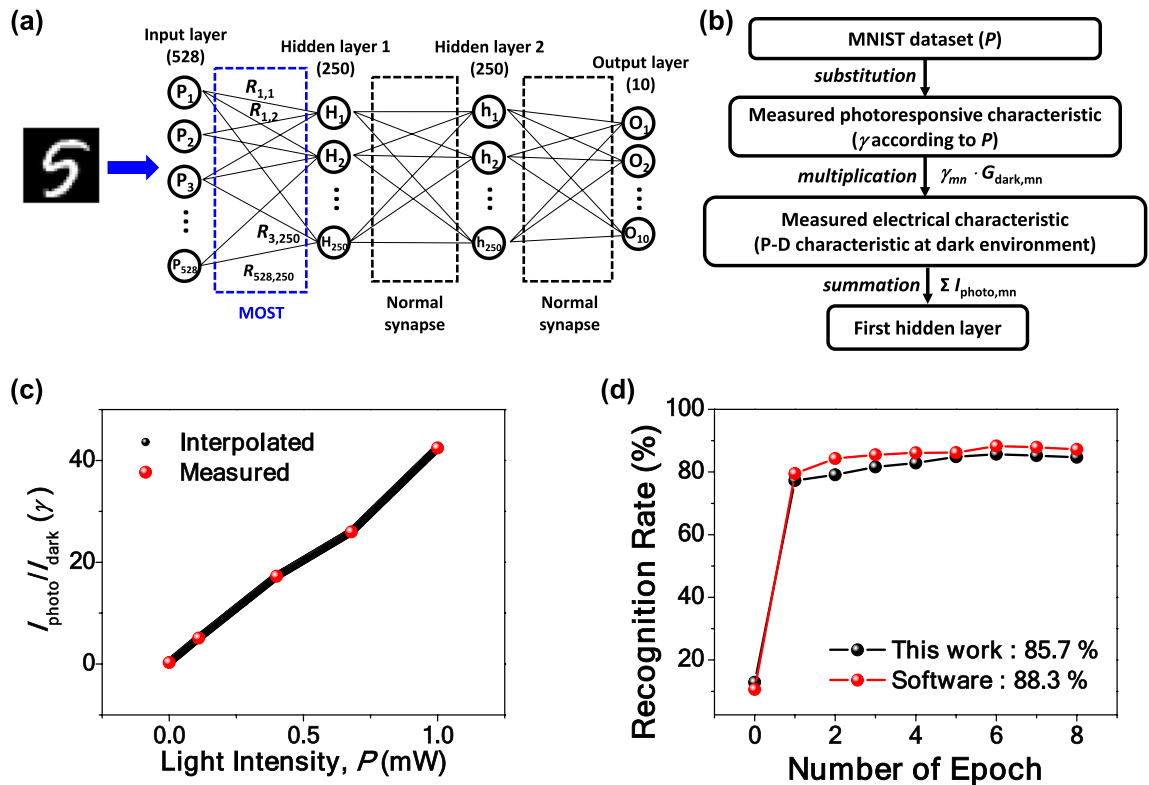 (a)
Input layer
(528)
Hidden layer 1
(250)
Hidden layer 2
(250)
Output layer
(10)
P1
P2
P3
P528
R1,1
R1,2
R3,250
R528,250
H1
H2
H250
h1
h2
h250
O1
O2
O10
MOST
Normal
synapse
Normal
synapse
(b)
MNIST dataset (P)
substitution
Measured photoresponsive characteristic
(γ according to P)
multiplication
γmn · Gdark,mn
Measured electrical characteristic
(P-D characteristic at dark environment)
summation
Σ Iphoto,mn
First hidden layer
(c)
Interpolated
Measured
40
20
0
Iphoto/Idark (γ)
0.0
0.5
1.0
Light Intensity, P (mW)
(d)
100
80
60
40
20
Recognition Rate (%)
This work : 85.7 %
Software : 88.3 %
0
2
4
6
8
Number of Epoch